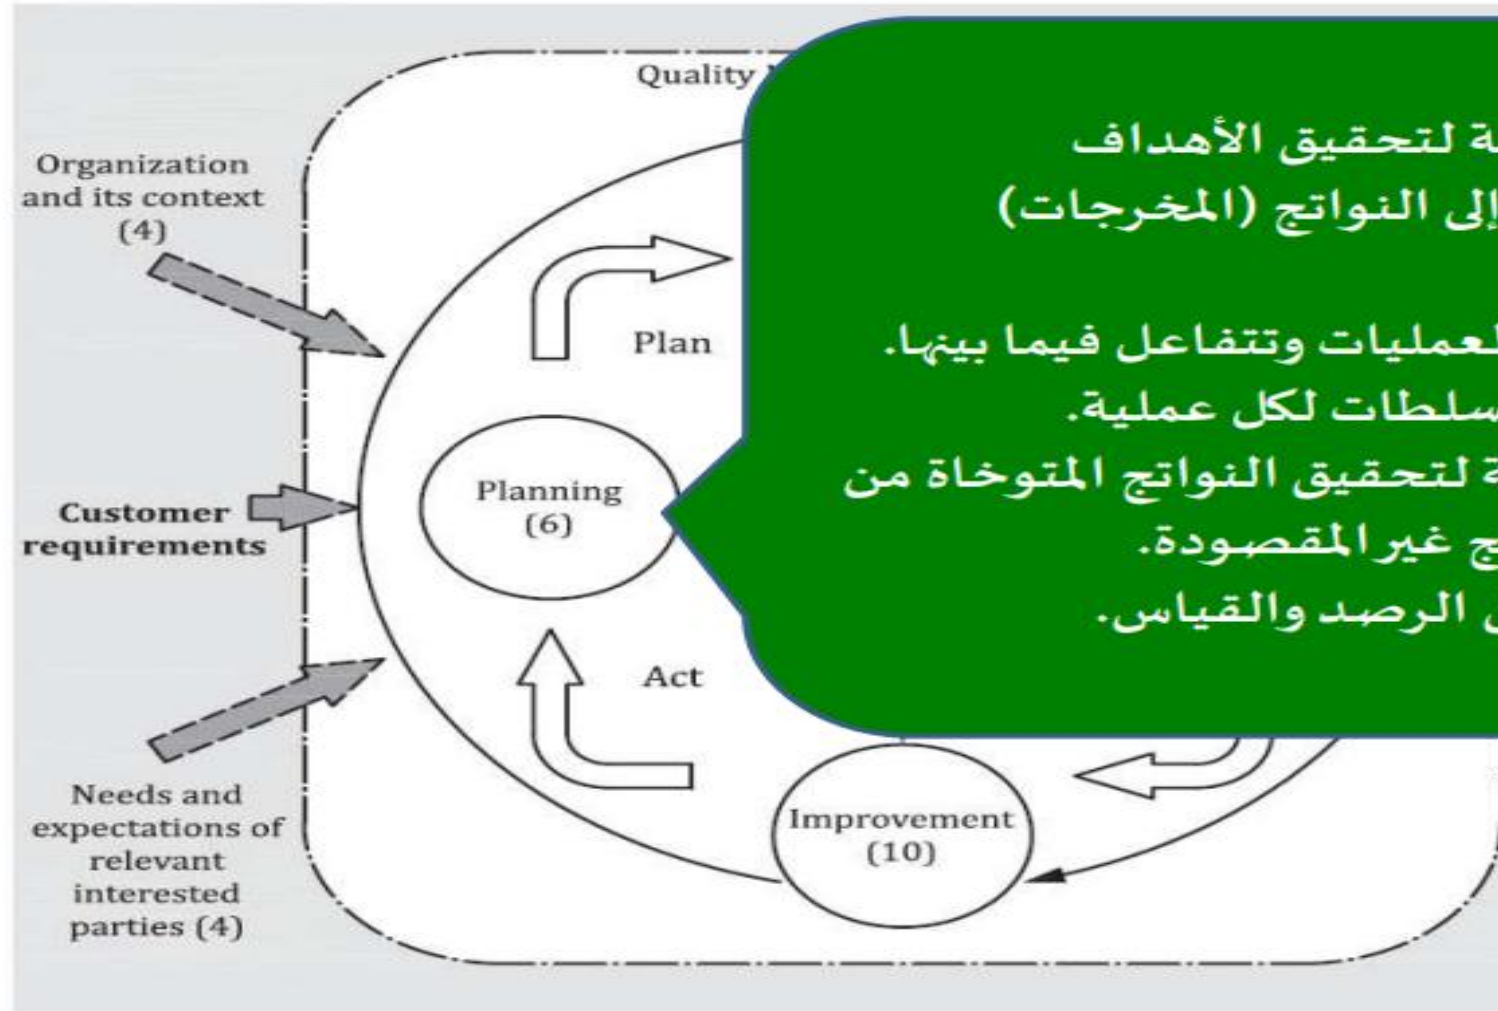 Quality
Organization
and its context
(4)
Plan
Planning
(6)
Customer
requirements
Act
Needs and
expectations of
relevant
interested
parties (4)
Improvement
(10)
لتحقيق الأهداف
إلى النواتج (المخرجات)
لعمليات وتتفاعل فيما بينها.
سلطات لكل عملية.
لتحقيق النواتج المتوخاة من
غير المقصودة.
الرصد والقياس.